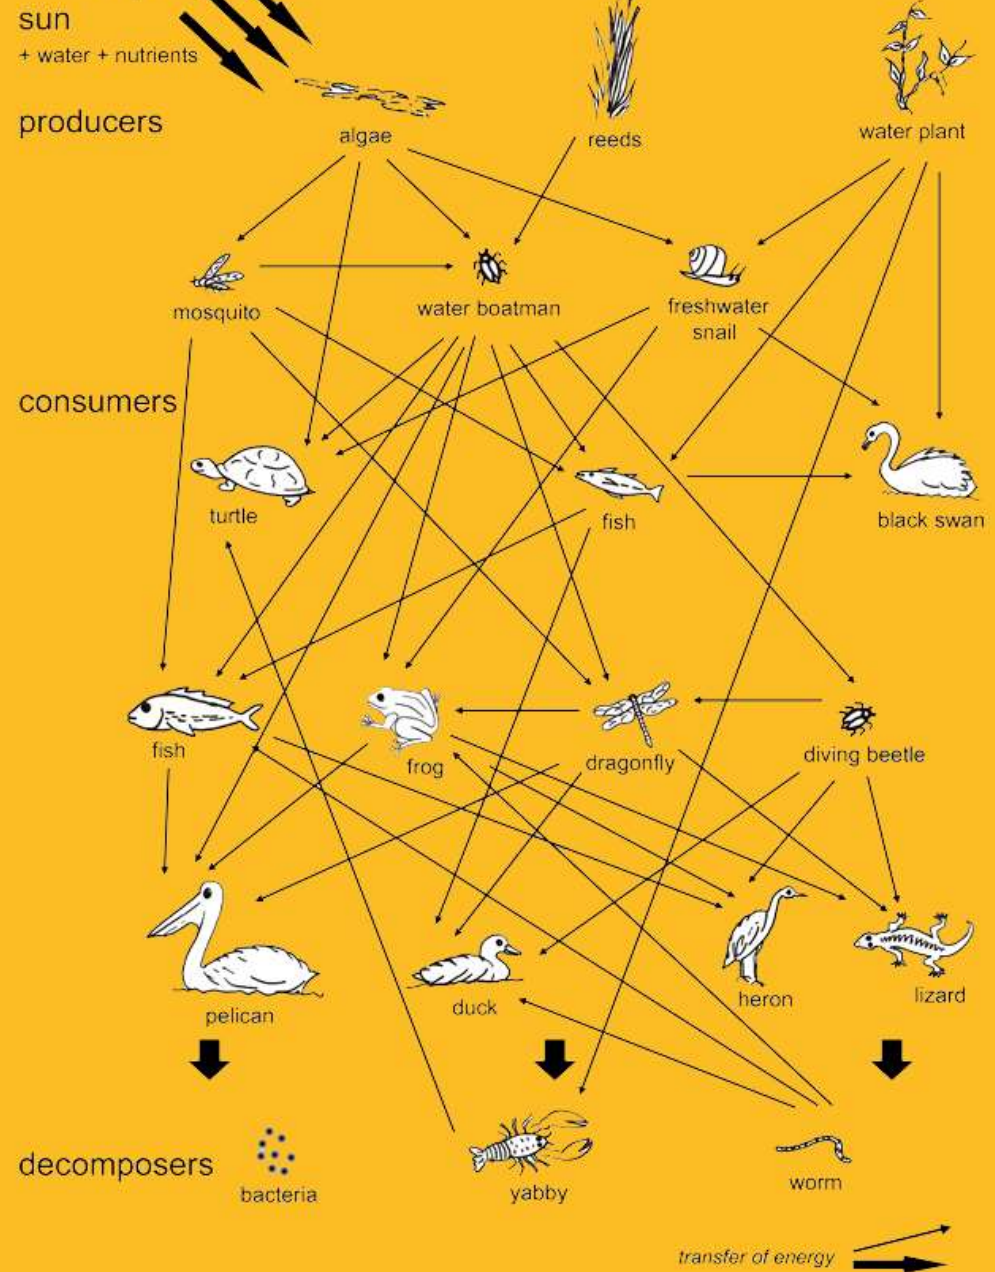 sun
+ water + nutrients
producers
algae
reeds
water plant
mosquito
water boatman
freshwater
snail
consumers
turtle
fish
black swan
fish
frog
dragonfly
diving beetle
pelican
duck
heron
lizard
decomposers
bacteria
yabby
worm
transfer of energy